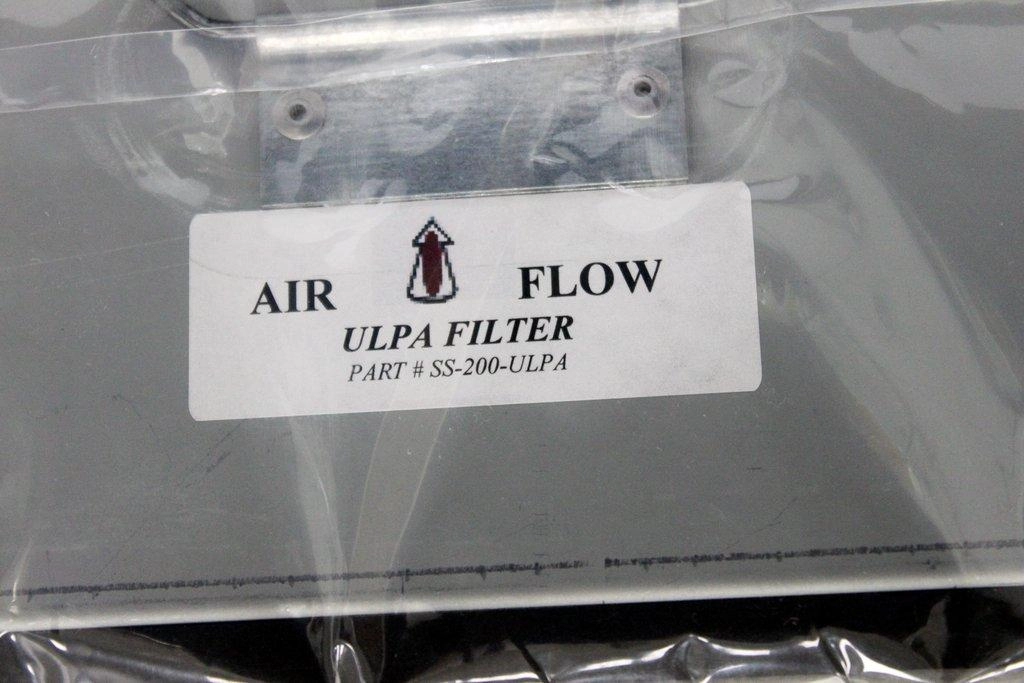 AIR FLOW
ULPA FILTER
PART # SS-200-ULPA